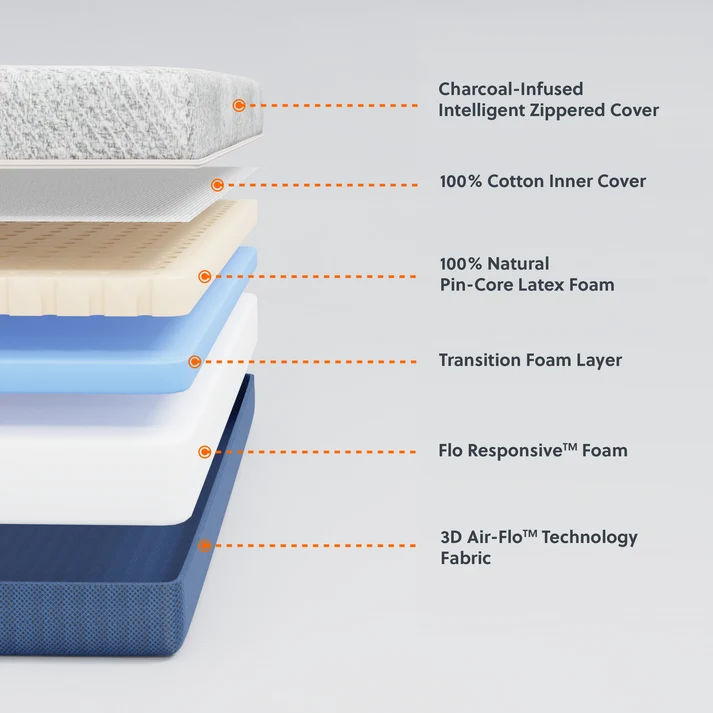 Charcoal-Infused
Intelligent Zippered Cover
100% Cotton Inner Cover
100% Natural
Pin-Core Latex Foam
Transition Foam Layer
Flo Responsive™ Foam
3D Air-Flo™ Technology
Fabric